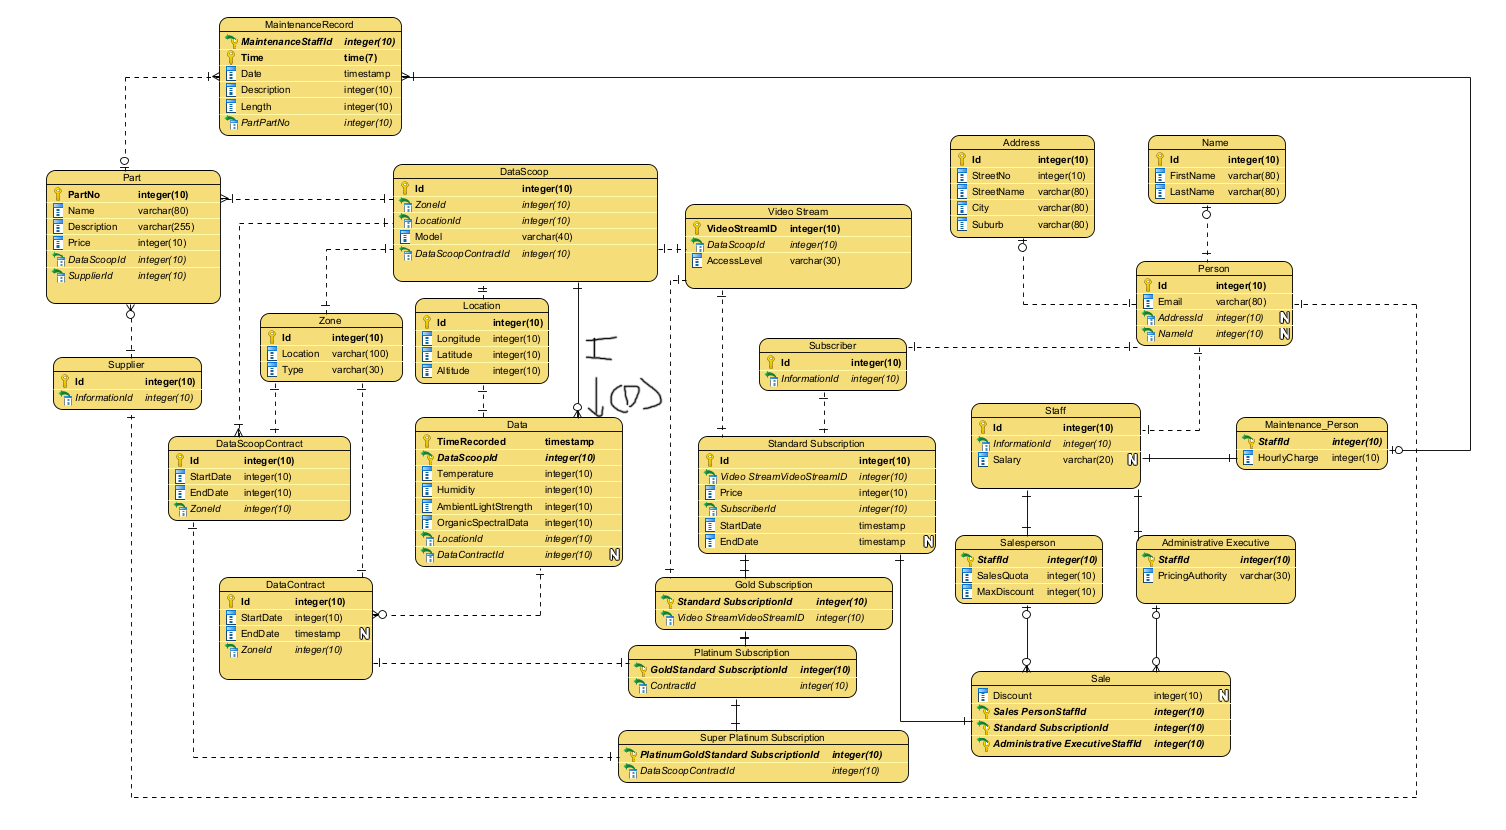 MaintenanceRecord
MaintenanceStaffId integer(10)
Time time(7)
Date timestamp
Description integer(10)
Length integer(10)
PartPartNo integer(10)
Part
PartNo integer(10)
Name varchar(80)
Description varchar(255)
Price integer(10)
DataScoopId integer(10)
SupplierId integer(10)
DataScoop
Id integer(10)
ZoneId integer(10)
LocationId integer(10)
Model varchar(40)
DataScoopContractId integer(10)
Video Stream
VideoStreamID integer(10)
DataScoopId integer(10)
AccessLevel varchar(30)
Address
Id integer(10)
StreetNo integer(10)
StreetName varchar(80)
City varchar(80)
Suburb varchar(80)
Name
Id integer(10)
FirstName varchar(80)
LastName varchar(80)
Person
Id integer(10)
Email varchar(80)
AddressId integer(10) N
NameId integer(10) N
Location
Id integer(10)
Longitude integer(10)
Latitude integer(10)
Altitude integer(10)
Zone
Id integer(10)
Location varchar(100)
Type varchar(30)
I
(D)
Subscriber
Id integer(10)
InformationId integer(10)
Supplier
Id integer(10)
InformationId integer(10)
Staff
Id integer(10)
InformationId integer(10)
Salary varchar(20) N
Maintenance_Person
StaffId integer(10)
HourlyCharge integer(10)
DataScoopContract
Id integer(10)
StartDate integer(10)
EndDate integer(10)
ZoneId integer(10)
Data
TimeRecorded timestamp
DataScoopId integer(10)
Temperature integer(10)
Humidity integer(10)
AmbientLightStrength integer(10)
OrganicSpectralData integer(10)
LocationId integer(10)
DataContractId integer(10) N
Standard Subscription
Id integer(10)
Video StreamVideoStreamID integer(10)
Price integer(10)
SubscriberId integer(10)
StartDate timestamp
EndDate timestamp N
Salesperson
StaffId integer(10)
SalesQuota integer(10)
MaxDiscount integer(10)
Administrative Executive
StaffId integer(10)
PricingAuthority varchar(30)
DataContract
Id integer(10)
StartDate integer(10)
EndDate timestamp N
ZoneId integer(10)
Gold Subscription
Standard SubscriptionId integer(10)
Video StreamVideoStreamID integer(10)
Platinum Subscription
GoldStandard SubscriptionId integer(10)
ContractId integer(10)
Sale
Discount integer(10) N
Sales PersonStaffId integer(10)
Standard SubscriptionId integer(10)
Administrative ExecutiveStaffId integer(10)
Super Platinum Subscription
PlatinumGoldStandard SubscriptionId integer(10)
DataScoopContractId integer(10)